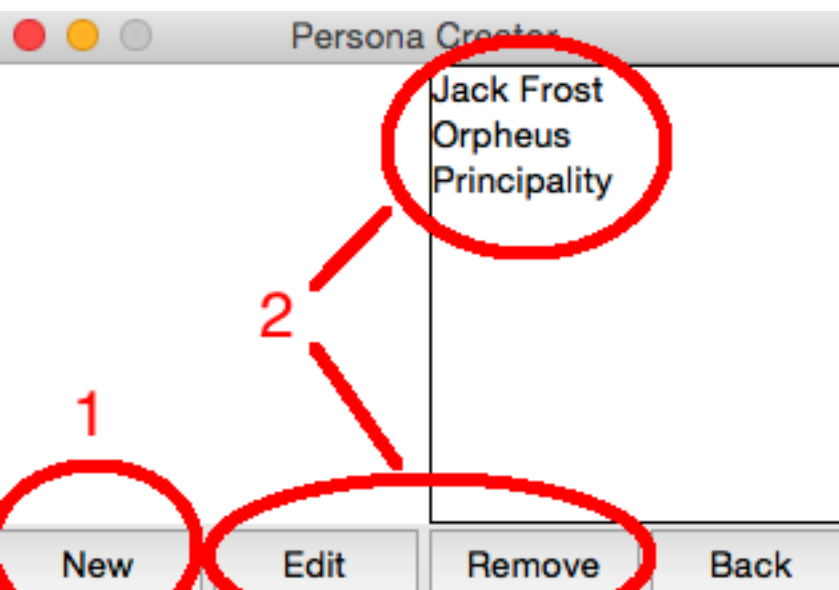 Persona Creator
Jack Frost
Orpheus
Principality
2
1
New Edit Remove Back